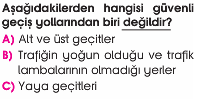 Aşağıdakilerden hangisi güvenli
geçiş yollarından biri değildir?
A) Alt ve üst geçitler
B) Trafiğin yoğun olduğu ve trafik
lambalarının olmadığı yerler
C) Yaya geçitleri